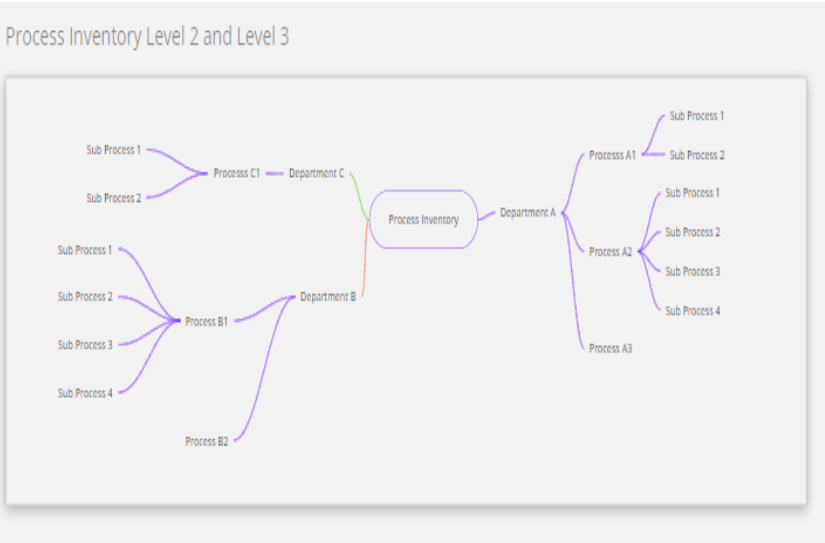 Process Inventory Level 2 and Level 3
Sub Process 1
Sub Process 2
Processs C1
Department C
Sub Process 1
Sub Process 2
Sub Process 3
Sub Process 4
Process B1
Process B2
Department B
Process Inventory
Department A
Processs A1
Sub Process 1
Sub Process 2
Process A2
Sub Process 1
Sub Process 2
Sub Process 3
Sub Process 4
Process A3